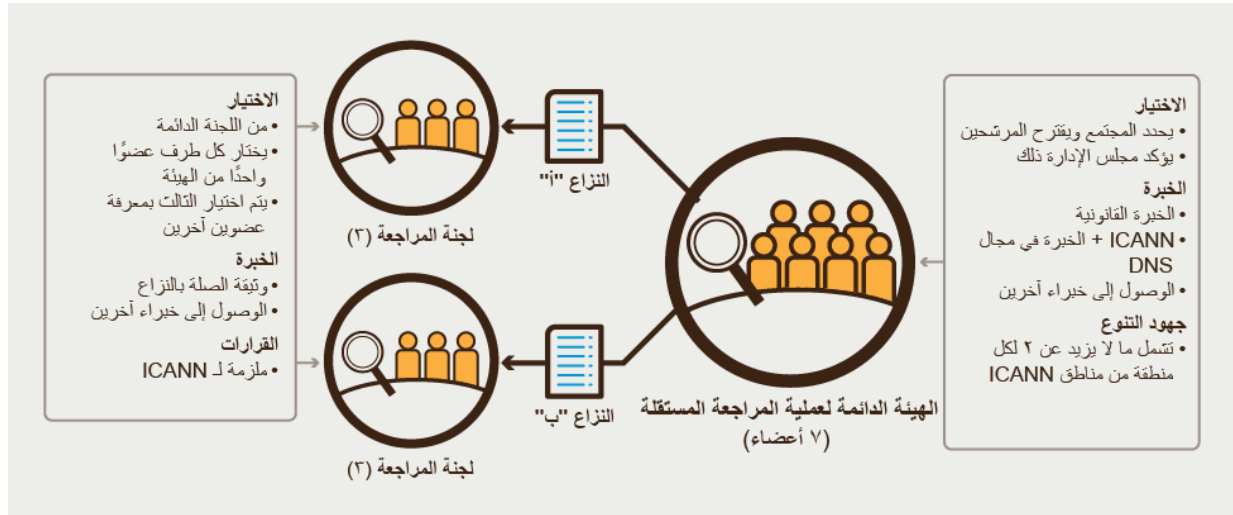 الاختيار
• يحدد المجتمع ويقترح المرشحين
• يؤكد مجلس الإدارة ذلك
الخبرة
• الخبرة القانونية
• ICANN + الخبرة في مجال
DNS
• الوصول إلى خبراء آخرين
جهود التنوع
• تشمل ما لا يزيد عن ٢ لكل
منطقة من مناطق ICANN
الهيئة الدائمة لعملية المراجعة المستقلة
(٧ أعضاء)
النزاع "أ"
النزاع "ب"
لجنة المراجعة (٣)
لجنة المراجعة (٣)
الاختيار
• من اللجنة الدائمة
• يختار كل طرف عضوًا
واحدًا من الهيئة
• يتم اختيار الثالث بمعرفة
عضوين آخرين
الخبرة
• وثيقة الصلة بالنزاع
• الوصول إلى خبراء آخرين
القرارات
• ملزمة لـ ICANN